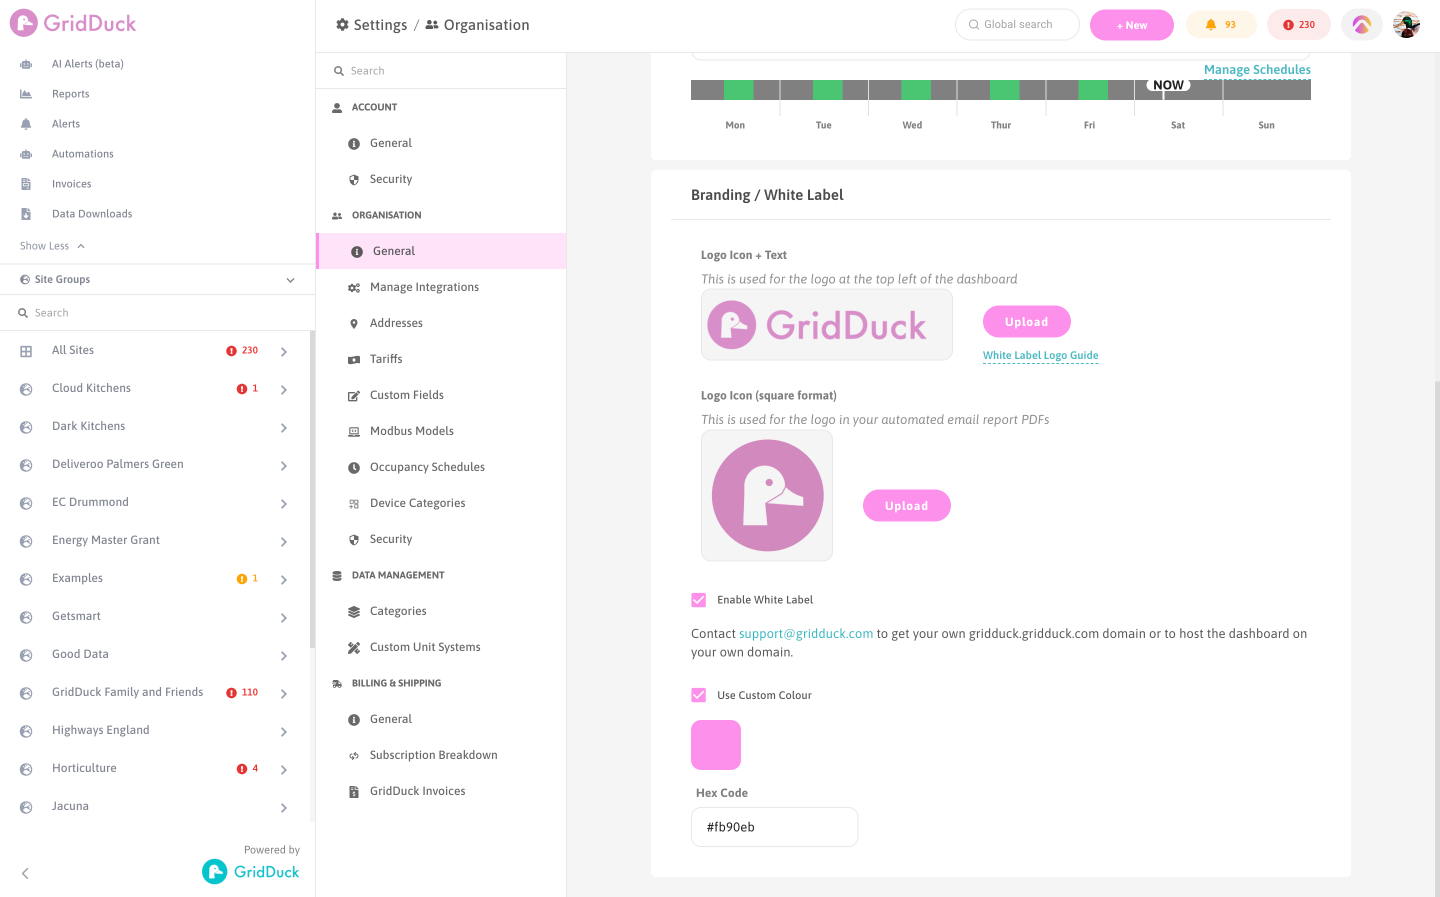 GridDuck
AI Alerts (beta)
Reports
Alerts
Automations
Invoices
Data Downloads
Show Less
Site Groups
Search
All Sites 230
Cloud Kitchens 1
Dark Kitchens
Deliveroo Palmers Green
EC Drummond
Energy Master Grant
Examples 1
Getsmart
Good Data
GridDuck Family and Friends 110
Highways England
Horticulture 4
Jacuna
Powered by
GridDuck
Settings / Organisation
Global search
+ New
93
230
Search
ACCOUNT
General
Security
ORGANISATION
General
Manage Integrations
Addresses
Tariffs
Custom Fields
Modbus Models
Occupancy Schedules
Device Categories
Security
DATA MANAGEMENT
Categories
Custom Unit Systems
BILLING & SHIPPING
General
Subscription Breakdown
GridDuck Invoices
Manage Schedules
NOW
Mon Tue Wed Thur Fri Sat Sun
Branding / White Label
Logo Icon + Text
This is used for the logo at the top left of the dashboard
GridDuck
Upload
White Label Logo Guide
Logo Icon (square format)
This is used for the logo in your automated email report PDFs
Upload
Enable White Label
Contact support@gridduck.com to get your own gridduck.gridduck.com domain or to host the dashboard on
your own domain.
Use Custom Colour
Hex Code
#fb90eb